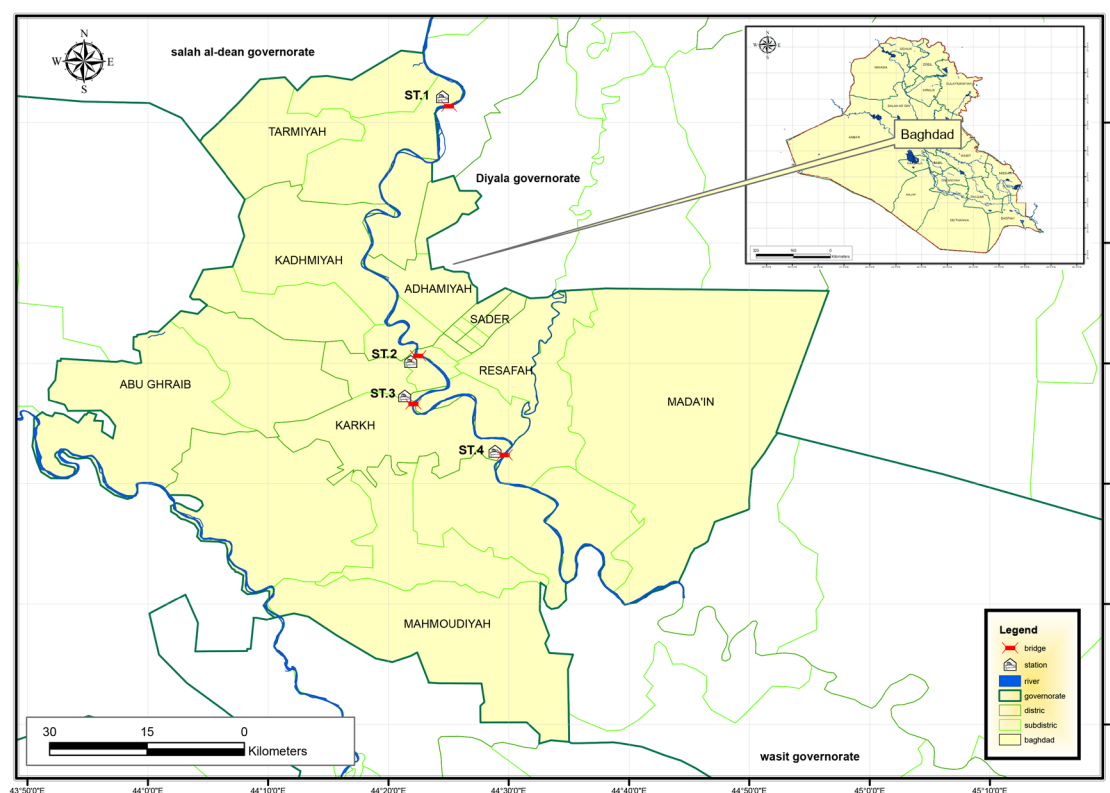 N
W
E
S
salah al-dean governorate
ST.1
TARMIYAH
Diyala governorate
Baghdad
KADHMIYAH
ADHAMIYAH
SADER
ST.2
RESAFAH
ABU GHRAIB
ST.3
MADA'IN
KARKH
ST.4
MAHMOUDIYAH
wasit governorate
Legend
bridge
station
river
governorate
distric
subdistric
baghdad
30
15
0
Kilometers
43°50'0"E
44°0'0"E
44°10'0"E
44°20'0"E
44°30'0"E
44°40'0"E
44°50'0"E
45°0'0"E
45°10'0"E